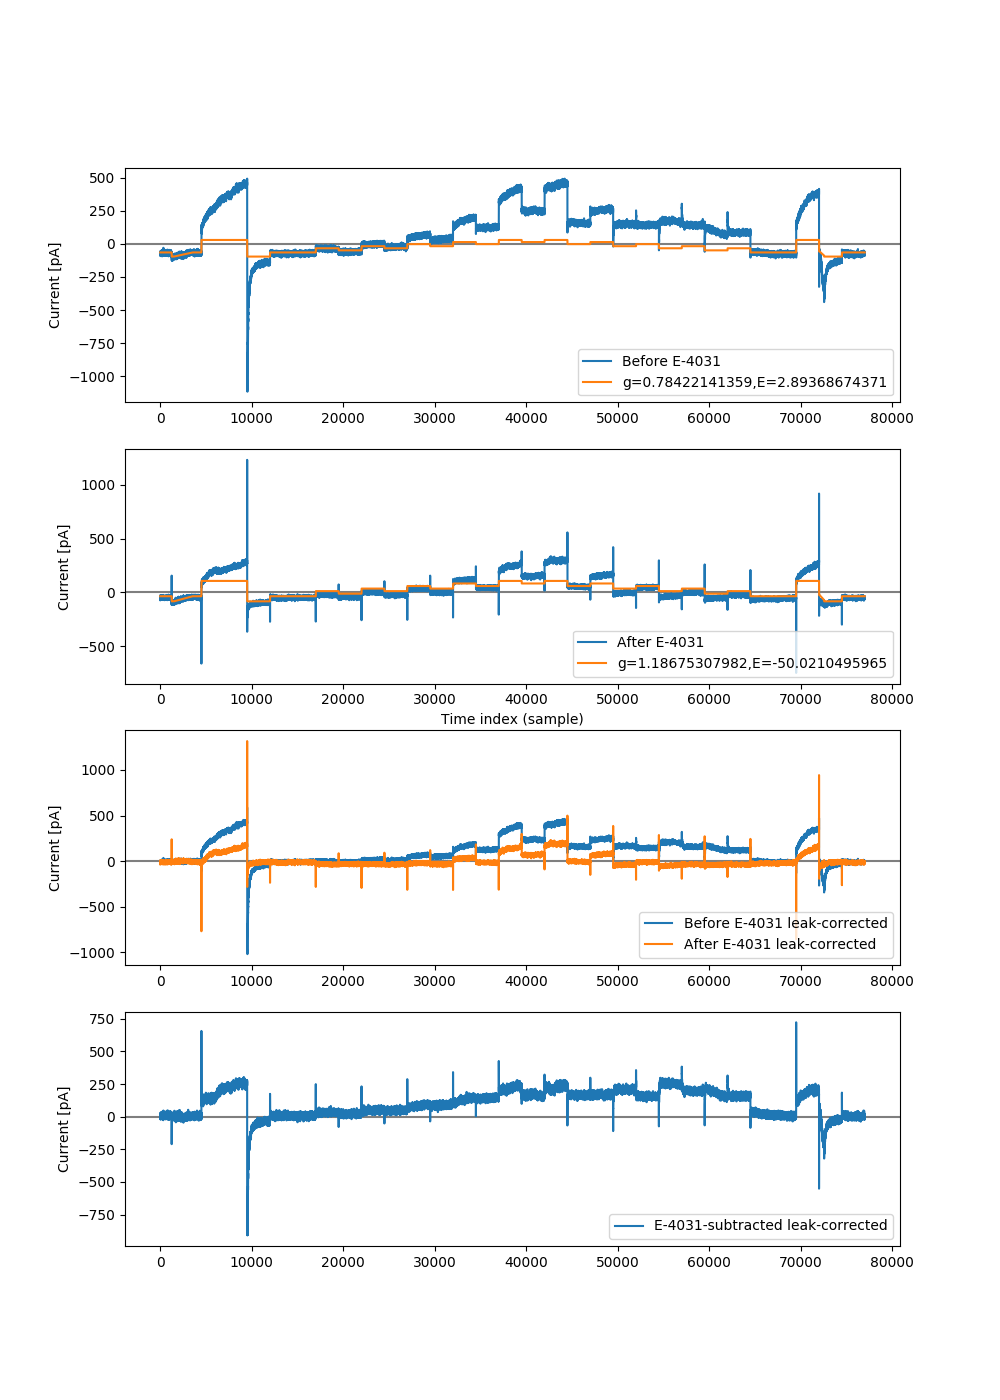 500
250
0
−250
−500
−750
−1000
Current [pA]
Before E-4031
g=0.78422141359,E=2.89368674371
0 10000 20000 30000 40000 50000 60000 70000 80000
1000
500
0
−500
Current [pA]
After E-4031
g=1.18675307982,E=-50.0210495965
0 10000 20000 30000 40000 50000 60000 70000 80000
Time index (sample)
1000
500
0
−500
−1000
Current [pA]
Before E-4031 leak-corrected
After E-4031 leak-corrected
0 10000 20000 30000 40000 50000 60000 70000 80000
750
500
250
0
−250
−500
−750
Current [pA]
E-4031-subtracted leak-corrected
0 10000 20000 30000 40000 50000 60000 70000 80000